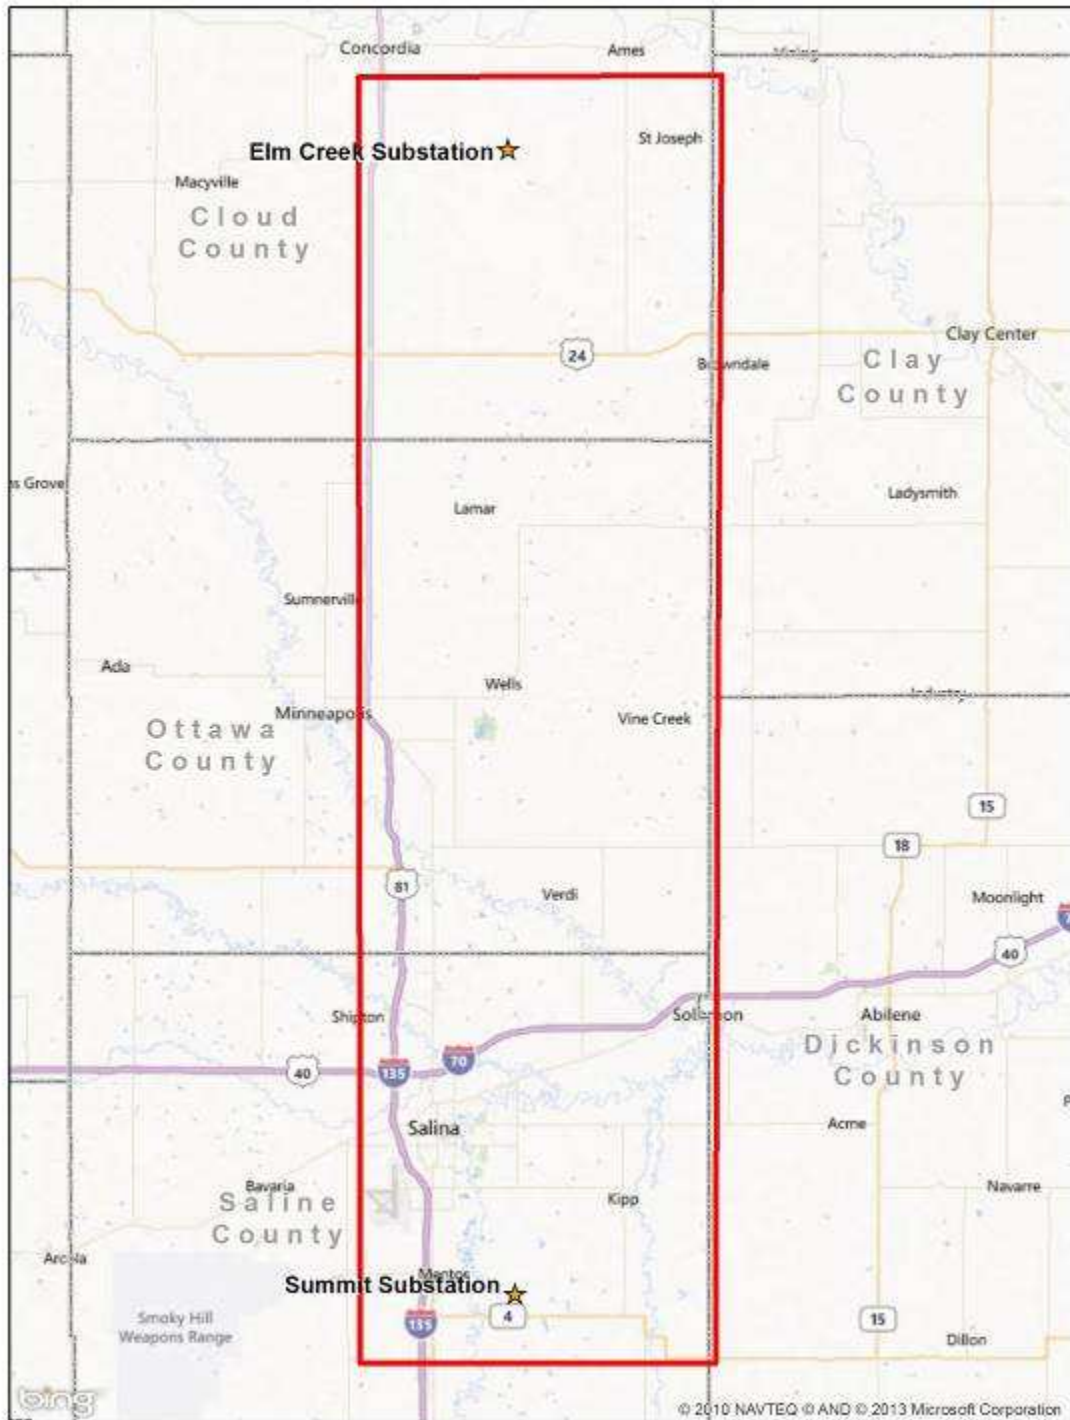 Concordia
Ames
Elm Creek Substation
St Joseph
Macyville
Cloud
County
Clay Center
24
Browndale
Clay
County
s Grove
Ladysmith
Lamar
Sumnerville
Ada
Wells
Industry
Minneapolis
Vine Creek
Ottawa
County
15
18
81
Verdi
Moonlight
40
Shipton
Solomon
Abilene
Dickinson
County
40
135
70
Acme
Salina
Bavaria
Kipp
Navarre
Saline
County
Arcola
Mentor
Summit Substation
Smoky Hill
Weapons Range
135
4
15
Dillon
bing
© 2010 NAVTEQ © AND © 2013 Microsoft Corporation